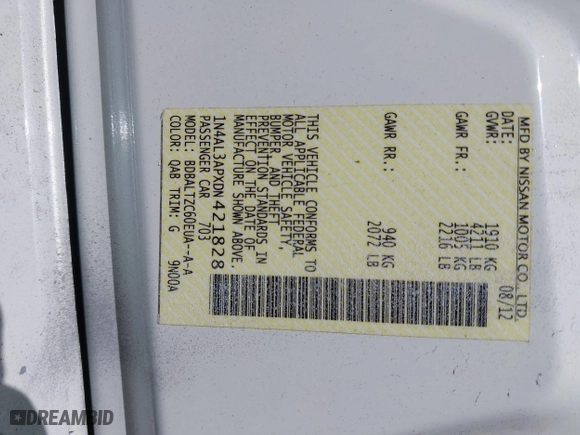 MFD BY NISSAN MOTOR CO., LTD.
DATE: 08/12
GVWR: 1910 KG
4212 LB
GAWR FR.: 1005 KG
2216 LB
GAWR RR.: 940 KG
2072 LB
THIS VEHICLE CONFORMS TO
ALL APPLICABLE FEDERAL
MOTOR VEHICLE SAFETY,
BUMPER, AND THEFT
PREVENTION STANDARDS IN
EFFECT ON THE DATE OF
MANUFACTURE SHOWN ABOVE.
1N4AL3APXDN421828
PASSENGER CAR 703
MODEL: BDBALTZC60EUA--A-A
COLOR: QAB TRIM: G 9N00A
DREAMBID